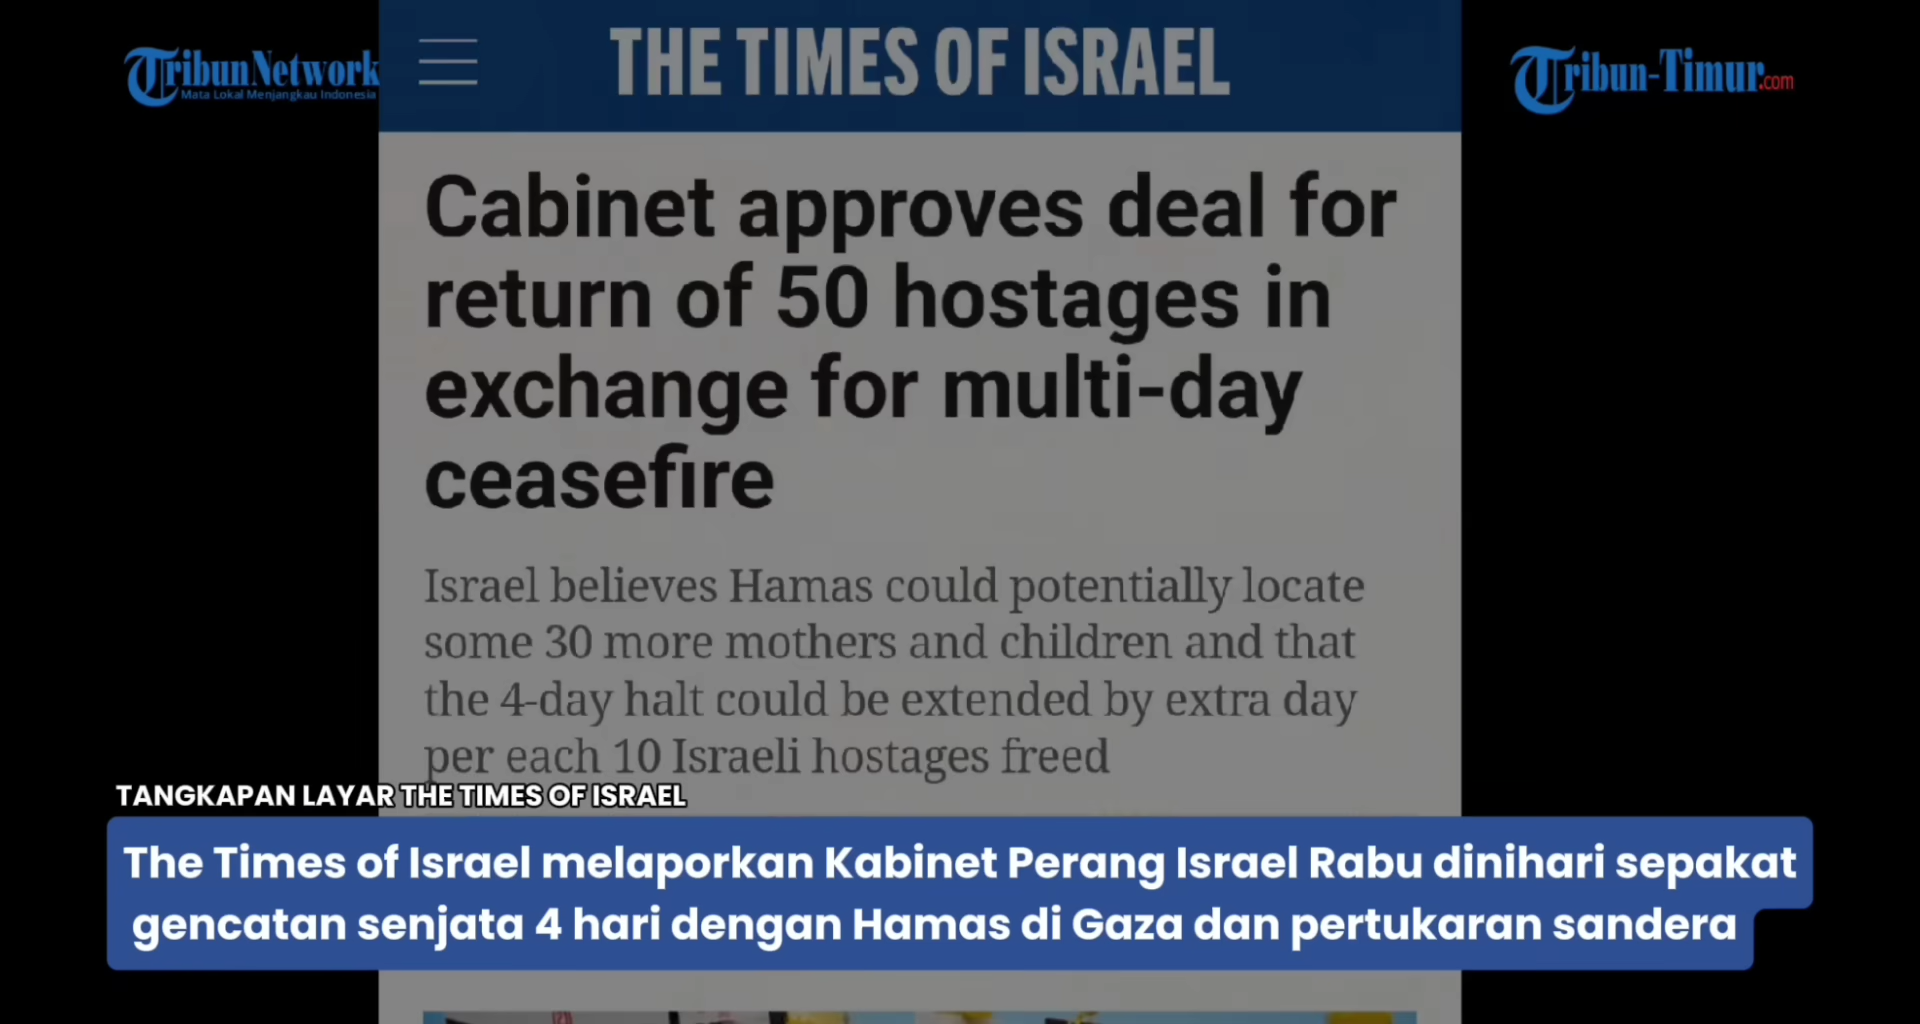 TribunNetwork
Mata Lokal Menjangkau Indonesia
THE TIMES OF ISRAEL
Tribun-Timur.com
Cabinet approves deal for
return of 50 hostages in
exchange for multi-day
ceasefire
Israel believes Hamas could potentially locate
some 30 more mothers and children and that
the 4-day halt could be extended by extra day
per each 10 Israeli hostages freed
TANGKAPAN LAYAR THE TIMES OF ISRAEL
The Times of Israel melaporkan Kabinet Perang Israel Rabu dinihari sepakat
gencatan senjata 4 hari dengan Hamas di Gaza dan pertukaran sandera